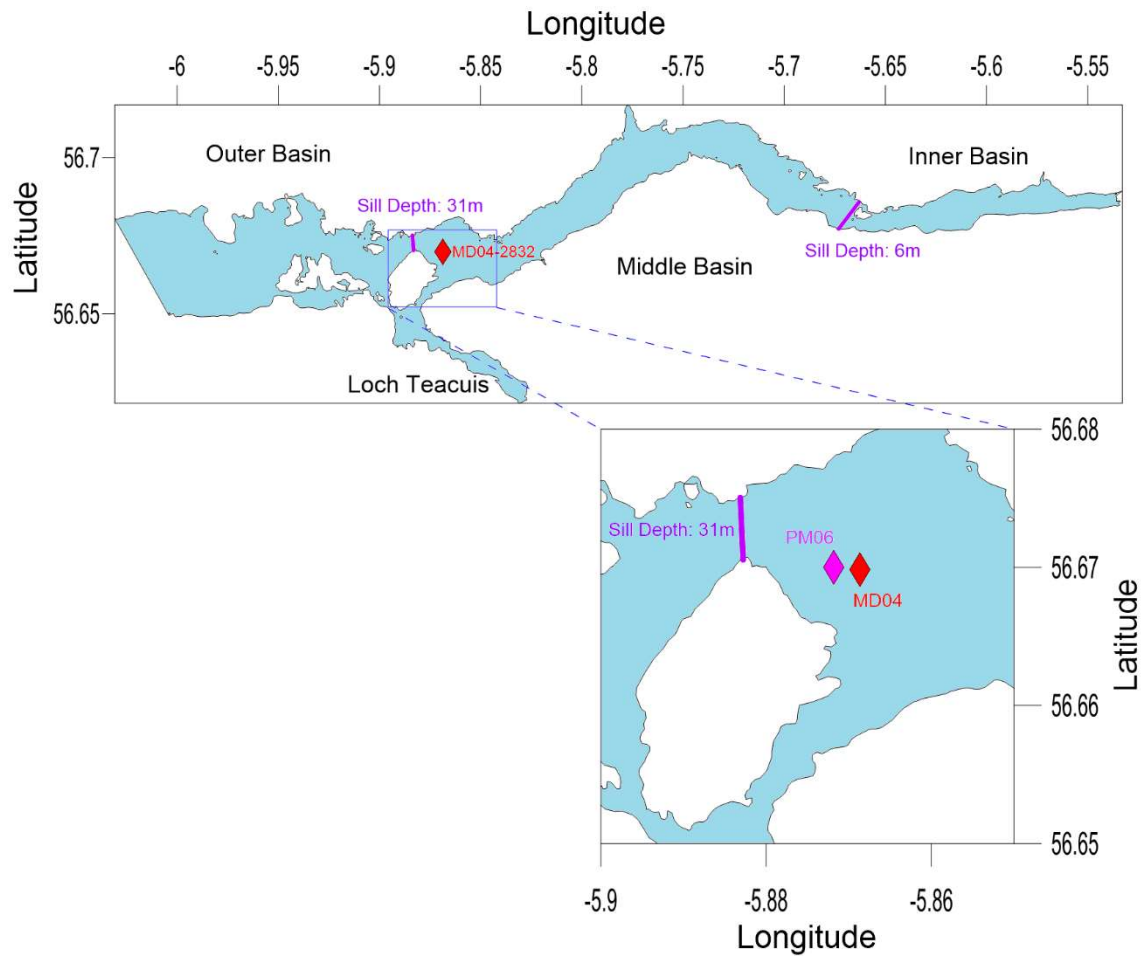 Longitude
-6 -5.95 -5.9 -5.85 -5.8 -5.75 -5.7 -5.65 -5.6 -5.55
Latitude
56.7
56.65
Outer Basin
Inner Basin
Sill Depth: 31m
MD04-2832
Middle Basin
Sill Depth: 6m
Loch Teacuis
56.68
Sill Depth: 31m
PM06
56.67
MD04
Latitude
56.66
56.65
-5.9 -5.88 -5.86
Longitude